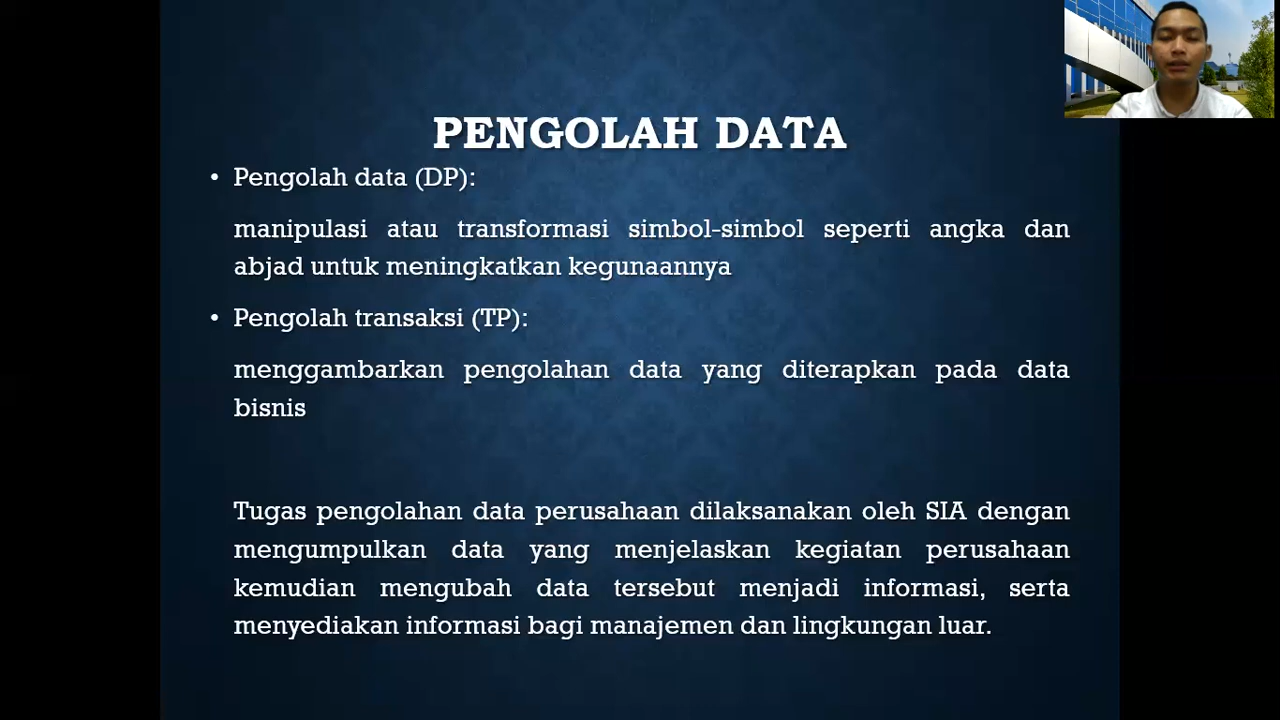 PENGOLAH DATA
• Pengolah data (DP):
manipulasi atau transformasi simbol-simbol seperti angka dan
abjad untuk meningkatkan kegunaannya
• Pengolah transaksi (TP):
menggambarkan pengolahan data yang diterapkan pada data
bisnis
Tugas pengolahan data perusahaan dilaksanakan oleh SIA dengan
mengumpulkan data yang menjelaskan kegiatan perusahaan
kemudian mengubah data tersebut menjadi informasi, serta
menyediakan informasi bagi manajemen dan lingkungan luar.